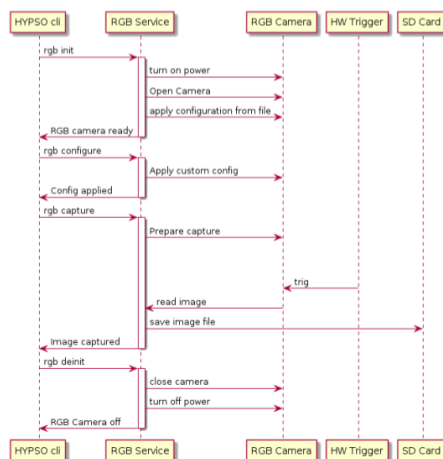 HYPSO cli
RGB Service
RGB Camera
HW Trigger
SD Card
rgb init
turn on power
Open Camera
apply configuration from file
RGB camera ready
rgb configure
Apply custom config
Config applied
rgb capture
Prepare capture
trig
read image
save image file
Image captured
rgb deinit
close camera
turn off power
RGB Camera off
HYPSO cli
RGB Service
RGB Camera
HW Trigger
SD Card